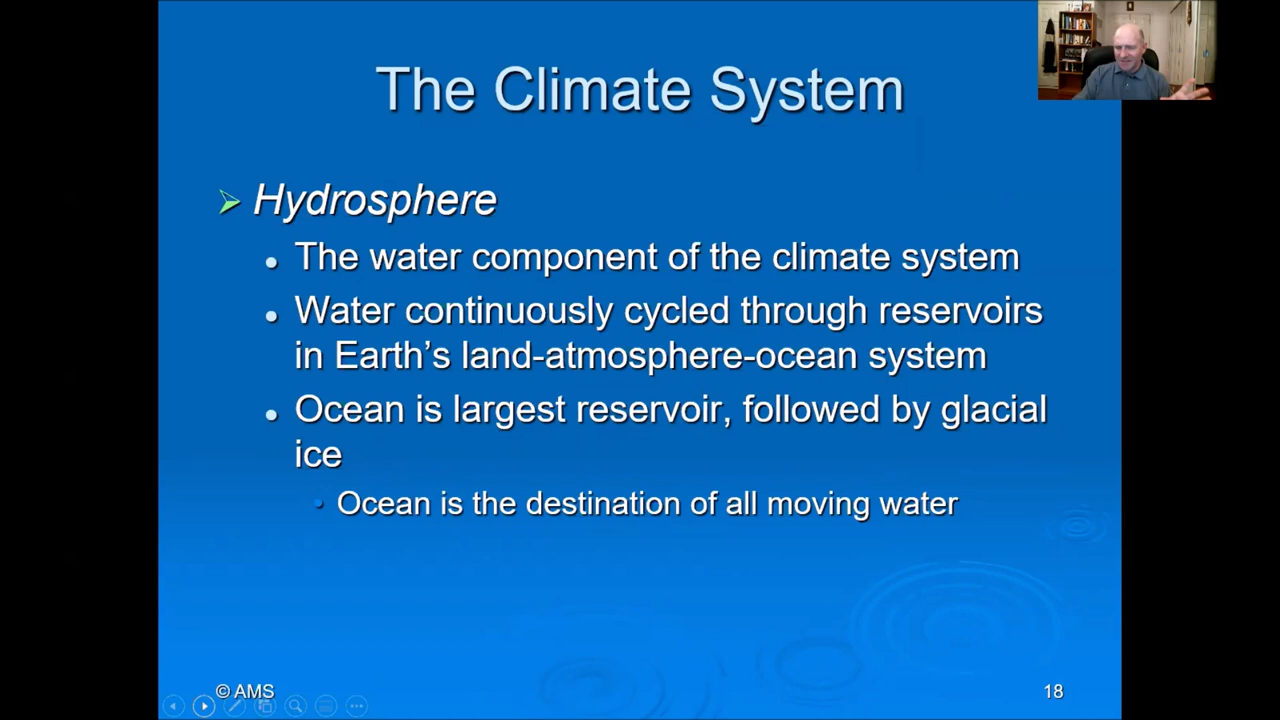 The Climate System
Hydrosphere
The water component of the climate system
Water continuously cycled through reservoirs
in Earth’s land-atmosphere-ocean system
Ocean is largest reservoir, followed by glacial
ice
Ocean is the destination of all moving water
© AMS
18